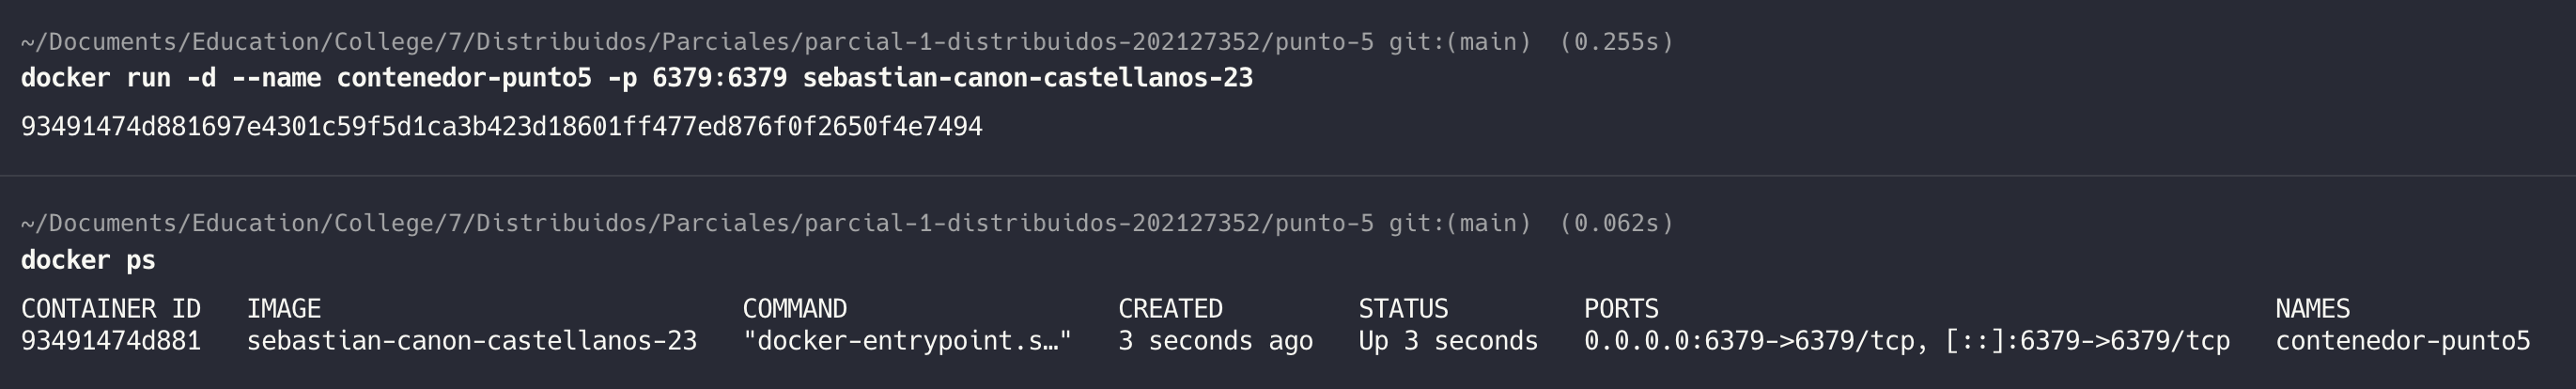 ~/Documents/Education/College/7/Distribuidos/Parciales/parcial-1-distribuidos-202127352/punto-5 git:(main) (0.255s)
docker run -d --name contenedor-punto5 -p 6379:6379 sebastian-canon-castellanos-23
93491474d881697e4301c59f5d1ca3b423d18601ff477ed876f0f2650f4e7494
~/Documents/Education/College/7/Distribuidos/Parciales/parcial-1-distribuidos-202127352/punto-5 git:(main) (0.062s)
docker ps
CONTAINER ID IMAGE COMMAND CREATED STATUS PORTS NAMES
93491474d881 sebastian-canon-castellanos-23 "docker-entrypoint.s…" 3 seconds ago Up 3 seconds 0.0.0.0:6379->6379/tcp, [::]:6379->6379/tcp contenedor-punto5